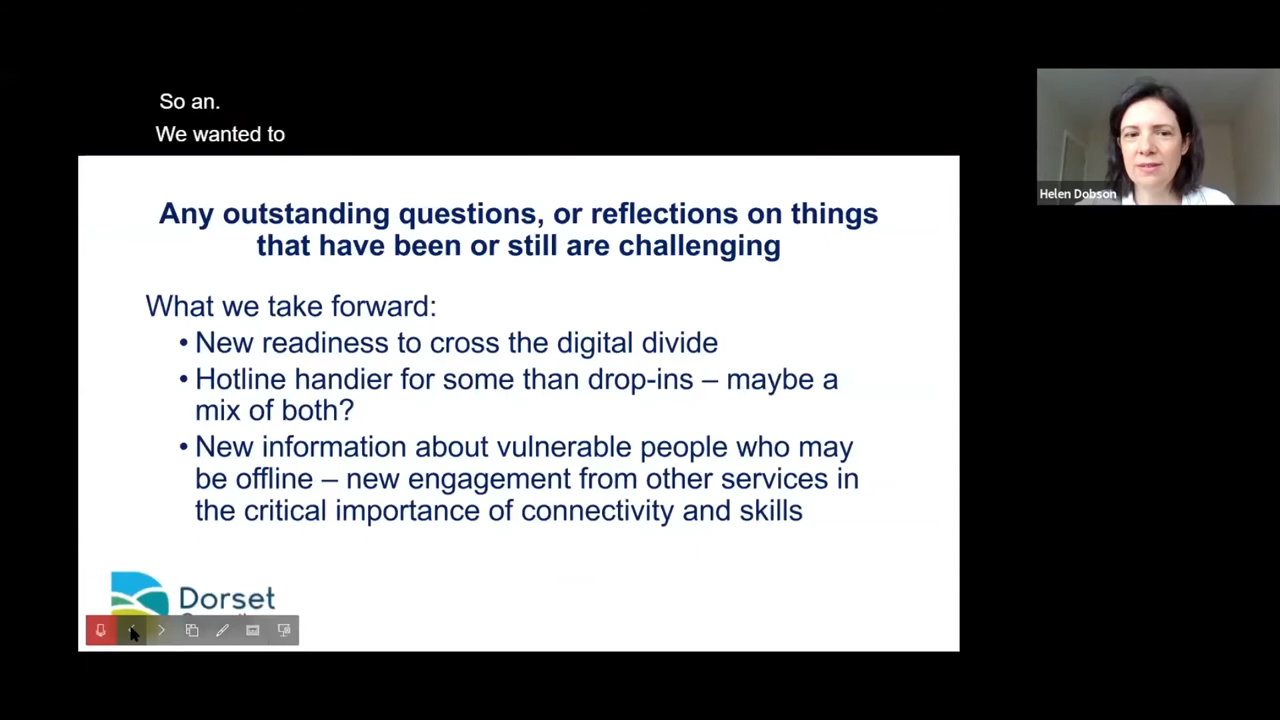 So an.
We wanted to
Helen Dobson
Any outstanding questions, or reflections on things
that have been or still are challenging
What we take forward:
• New readiness to cross the digital divide
• Hotline handier for some than drop-ins – maybe a
mix of both?
• New information about vulnerable people who may
be offline – new engagement from other services in
the critical importance of connectivity and skills
Dorset